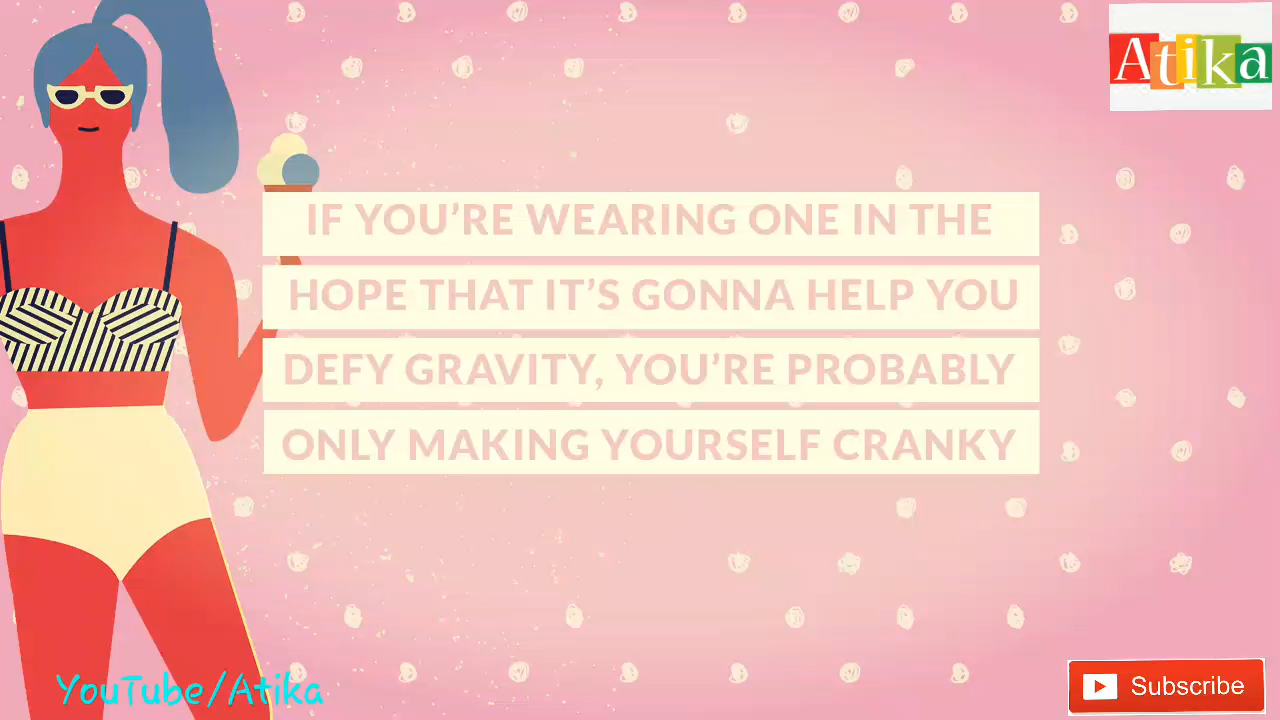 Atika
IF YOU’RE WEARING ONE IN THE
HOPE THAT IT’S GONNA HELP YOU
DEFY GRAVITY, YOU’RE PROBABLY
ONLY MAKING YOURSELF CRANKY
YouTube/Atika
Subscribe